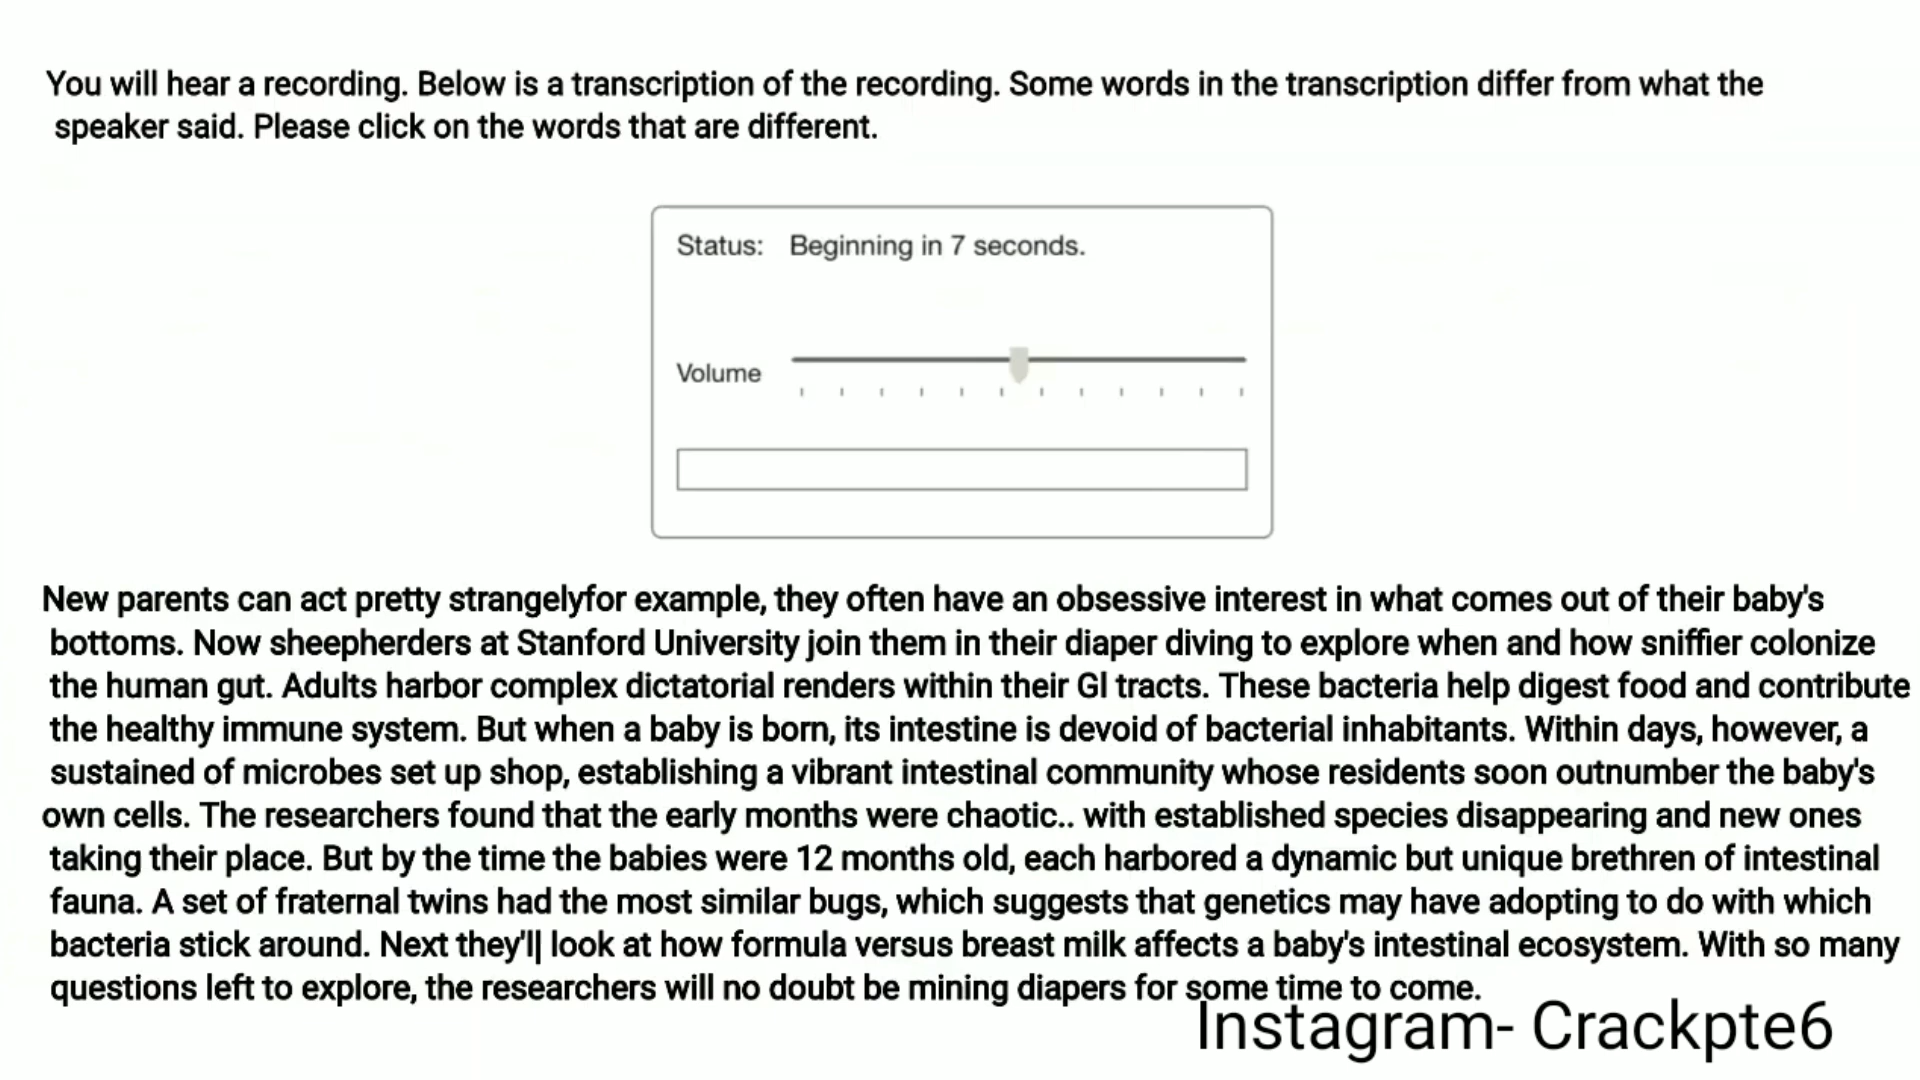 You will hear a recording. Below is a transcription of the recording. Some words in the transcription differ from what the
speaker said. Please click on the words that are different.
Status: Beginning in 7 seconds.
Volume
New parents can act pretty strangelyfor example, they often have an obsessive interest in what comes out of their baby's
bottoms. Now sheepherders at Stanford University join them in their diaper diving to explore when and how sniffier colonize
the human gut. Adults harbor complex dictatorial renders within their GI tracts. These bacteria help digest food and contribute
the healthy immune system. But when a baby is born, its intestine is devoid of bacterial inhabitants. Within days, however, a
sustained of microbes set up shop, establishing a vibrant intestinal community whose residents soon outnumber the baby's
own cells. The researchers found that the early months were chaotic.. with established species disappearing and new ones
taking their place. But by the time the babies were 12 months old, each harbored a dynamic but unique brethren of intestinal
fauna. A set of fraternal twins had the most similar bugs, which suggests that genetics may have adopting to do with which
bacteria stick around. Next they'll| look at how formula versus breast milk affects a baby's intestinal ecosystem. With so many
questions left to explore, the researchers will no doubt be mining diapers for some time to come.
Instagram- Crackpte6